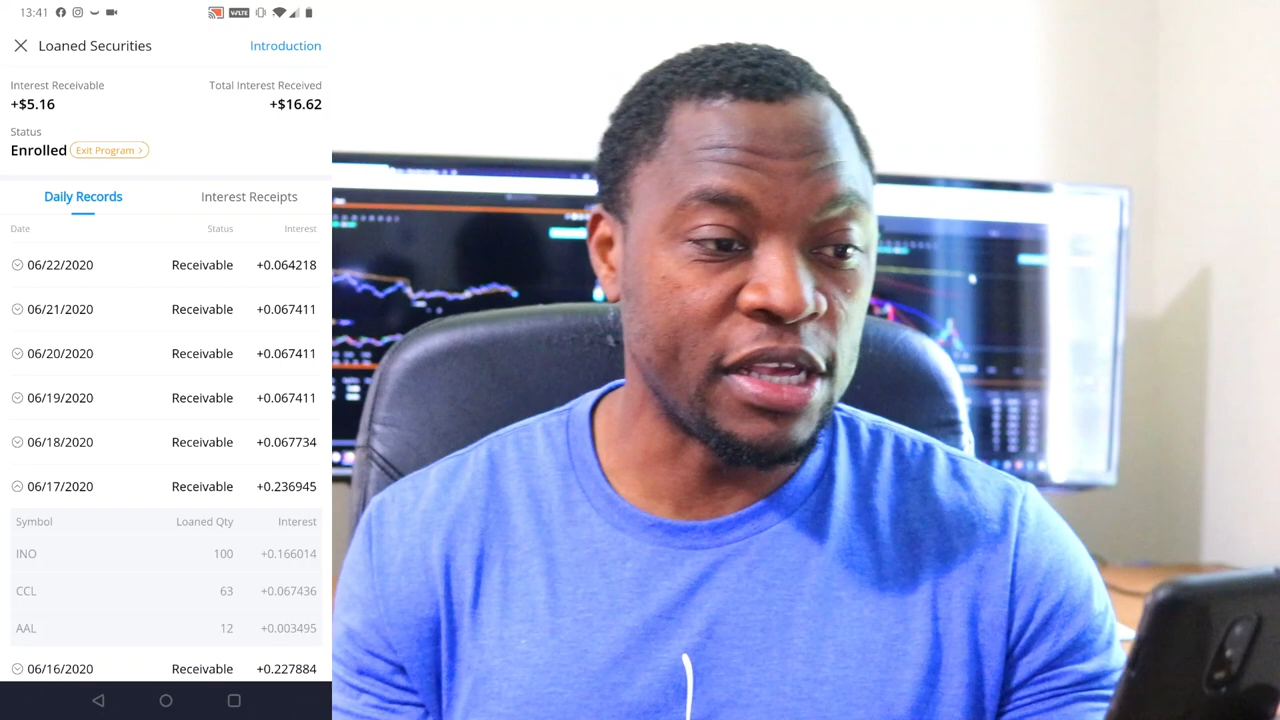 13:41 VoLTE
Loaned Securities Introduction
Interest Receivable Total Interest Received
+$5.16 +$16.62
Status
Enrolled Exit Program >
Daily Records Interest Receipts
Date Status Interest
06/22/2020 Receivable +0.064218
06/21/2020 Receivable +0.067411
06/20/2020 Receivable +0.067411
06/19/2020 Receivable +0.067411
06/18/2020 Receivable +0.067734
06/17/2020 Receivable +0.236945
Symbol Loaned Qty Interest
INO 100 +0.166014
CCL 63 +0.067436
AAL 12 +0.003495
06/16/2020 Receivable +0.227884